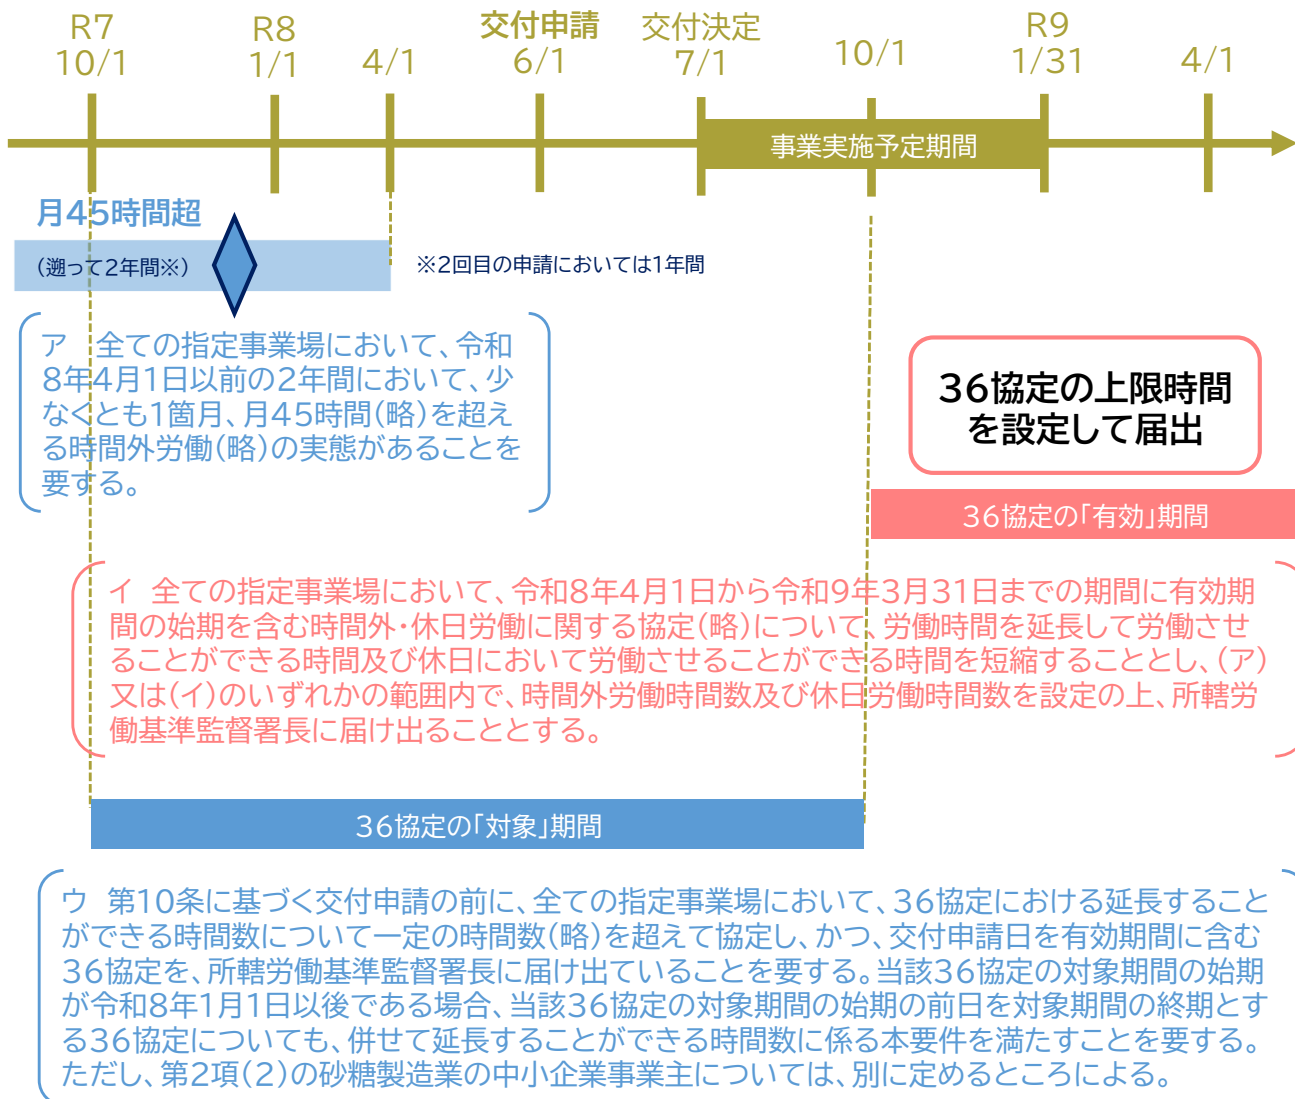 R7
10/1
R8
1/1
4/1
交付申請
6/1
交付決定
7/1
10/1
R9
1/31
4/1
事業実施予定期間
月45時間超
(遡って2年間※)
※2回目の申請においては1年間
ア　全ての指定事業場において、令和
8年4月1日以前の2年間において、少
なくとも1箇月、月45時間(略)を超え
る時間外労働(略)の実態があることを
要する。
36協定の上限時間
を設定して届出
36協定の「有効」期間
イ　全ての指定事業場において、令和8年4月1日から令和9年3月31日までの期間に有効期
間の始期を含む時間外・休日労働に関する協定(略)について、労働時間を延長して労働させ
ることができる時間及び休日において労働させることができる時間を短縮することとし、(ア)
又は(イ)のいずれかの範囲内で、時間外労働時間数及び休日労働時間数を設定の上、所轄労
働基準監督署長に届け出ることとする。
36協定の「対象」期間
ウ　第10条に基づく交付申請の前に、全ての指定事業場において、36協定における延長すること
ができる時間数について一定の時間数(略)を超えて協定し、かつ、交付申請日を有効期間に含む
36協定を、所轄労働基準監督署長に届け出ていることを要する。当該36協定の対象期間の始期
が令和8年1月1日以後である場合、当該36協定の対象期間の始期の前日を対象期間の終期とす
る36協定についても、併せて延長することができる時間数に係る本要件を満たすことを要する。
ただし、第2項(2)の砂糖製造業の中小企業事業主については、別に定めるところによる。